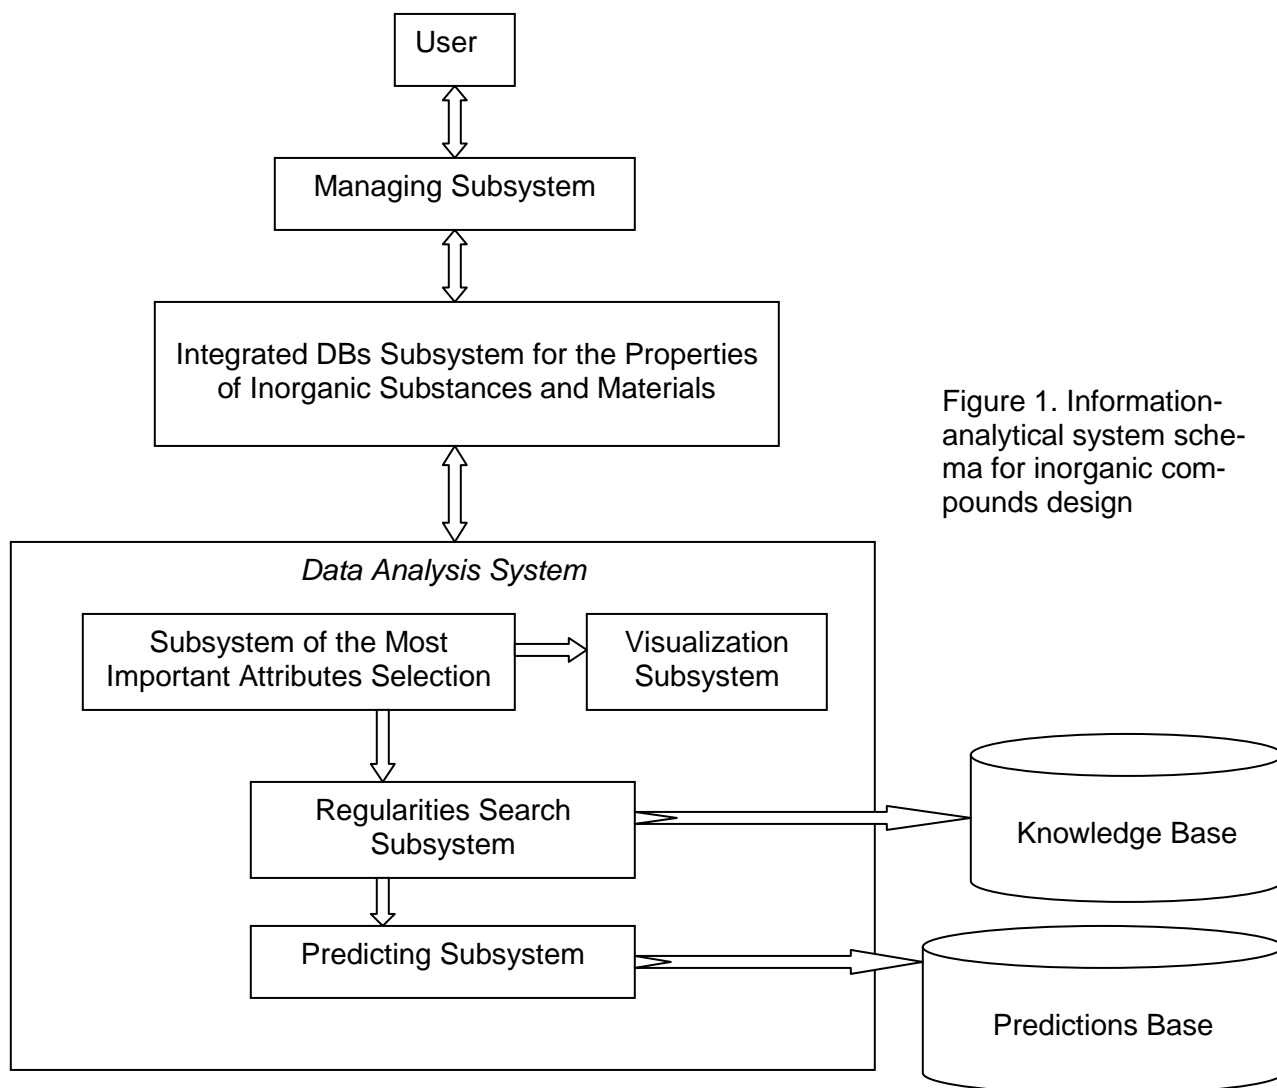 User
Managing Subsystem
Integrated DBs Subsystem for the Properties
of Inorganic Substances and Materials
Figure 1. Information-
analytical system sche-
ma for inorganic com-
pounds design
Data Analysis System
Subsystem of the Most
Important Attributes Selection
Visualization
Subsystem
Regularities Search
Subsystem
Knowledge Base
Predicting Subsystem
Predictions Base